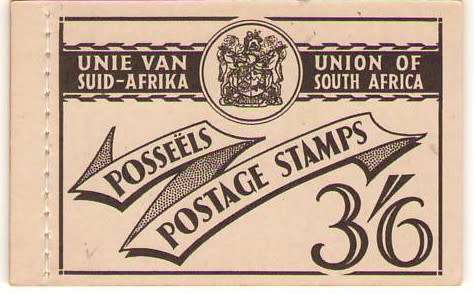 UNIE VAN
SUID-AFRIKA
UNION OF
SOUTH AFRICA
POSSEËLS
POSTAGE STAMPS
3'6